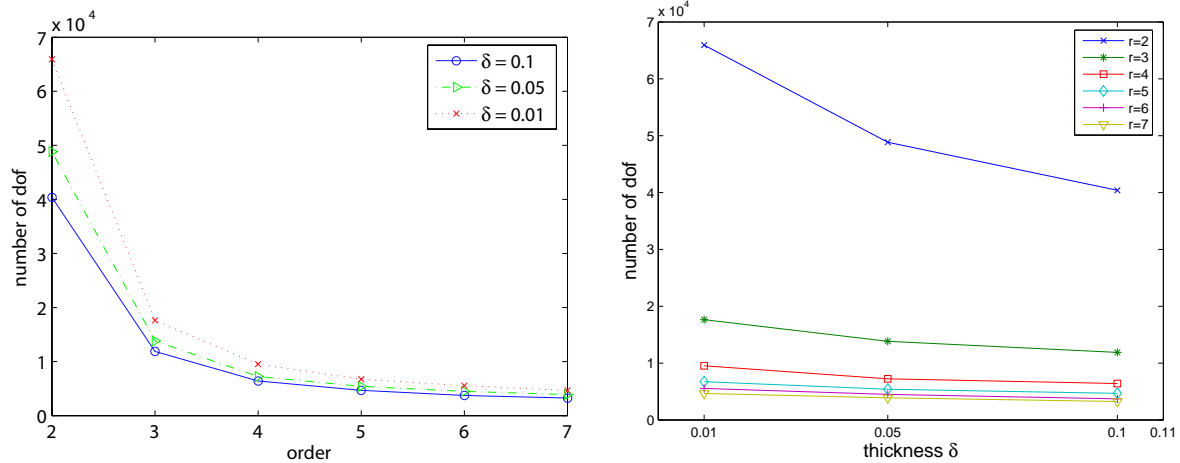 x 10^4
7
6
5
4
3
2
1
0
2 3 4 5 6 7
order
number of dof
δ = 0.1
δ = 0.05
δ = 0.01
x 10^4
7
6
5
4
3
2
1
0
0.01 0.05 0.1 0.11
thickness δ
number of dof
r=2
r=3
r=4
r=5
r=6
r=7